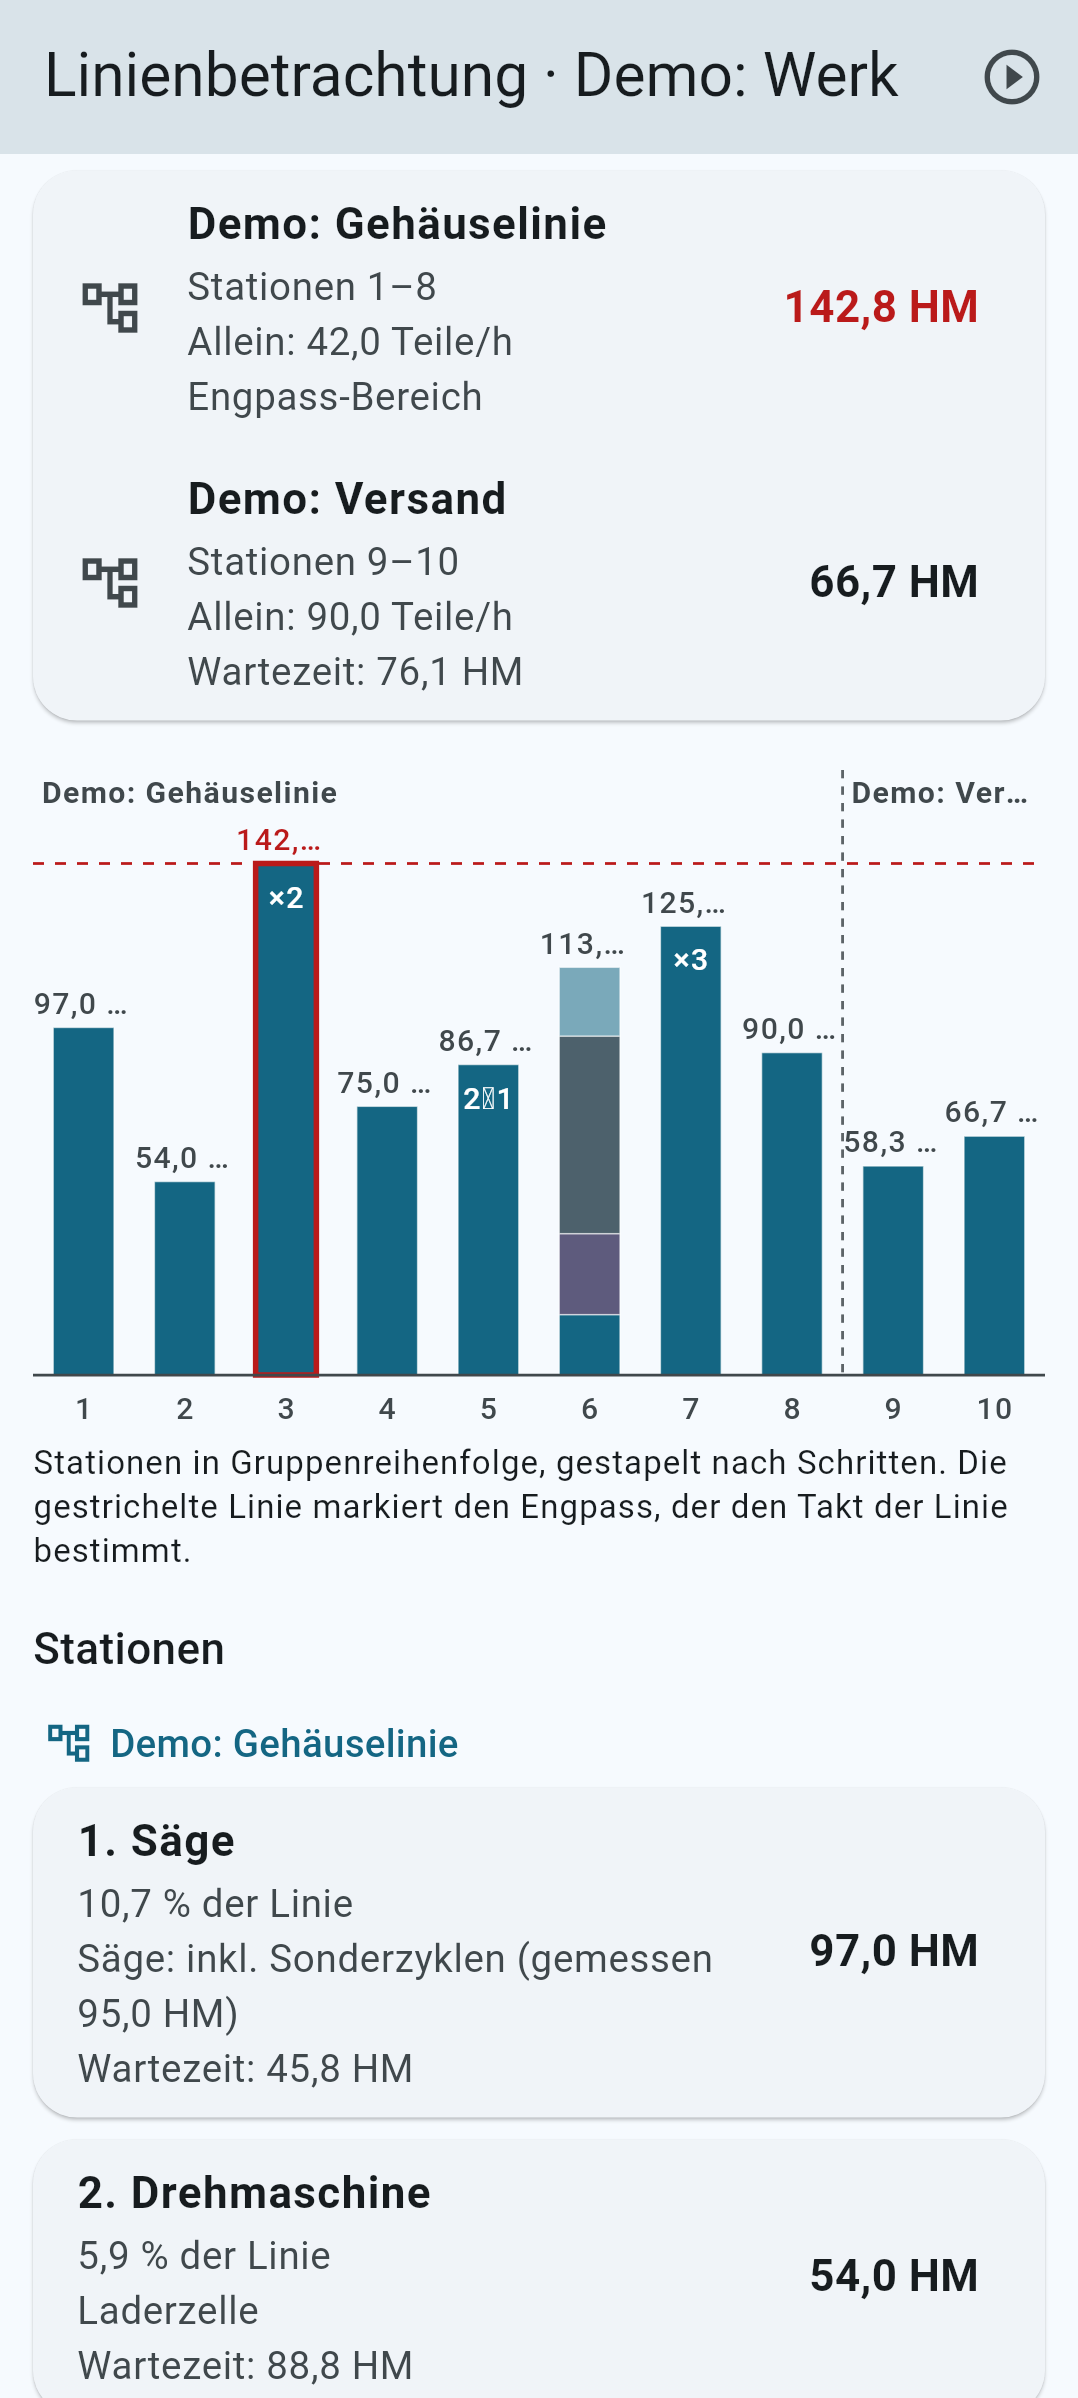 Linienbetrachtung · Demo: Werk
Demo: Gehäuselinie
Stationen 1–8
Allein: 42,0 Teile/h
Engpass-Bereich
142,8 HM
Demo: Versand
Stationen 9–10
Allein: 90,0 Teile/h
Wartezeit: 76,1 HM
66,7 HM
Demo: Gehäuselinie
Demo: Ver…
97,0 …
54,0 …
142,…
×2
75,0 …
86,7 …
2▯1
113,…
125,…
×3
90,0 …
58,3 …
66,7 …
1 2 3 4 5 6 7 8 9 10
Stationen in Gruppenreihenfolge, gestapelt nach Schritten. Die
gestrichelte Linie markiert den Engpass, der den Takt der Linie
bestimmt.
Stationen
Demo: Gehäuselinie
1. Säge
10,7 % der Linie
Säge: inkl. Sonderzyklen (gemessen
95,0 HM)
Wartezeit: 45,8 HM
97,0 HM
2. Drehmaschine
5,9 % der Linie
Laderzelle
Wartezeit: 88,8 HM
54,0 HM